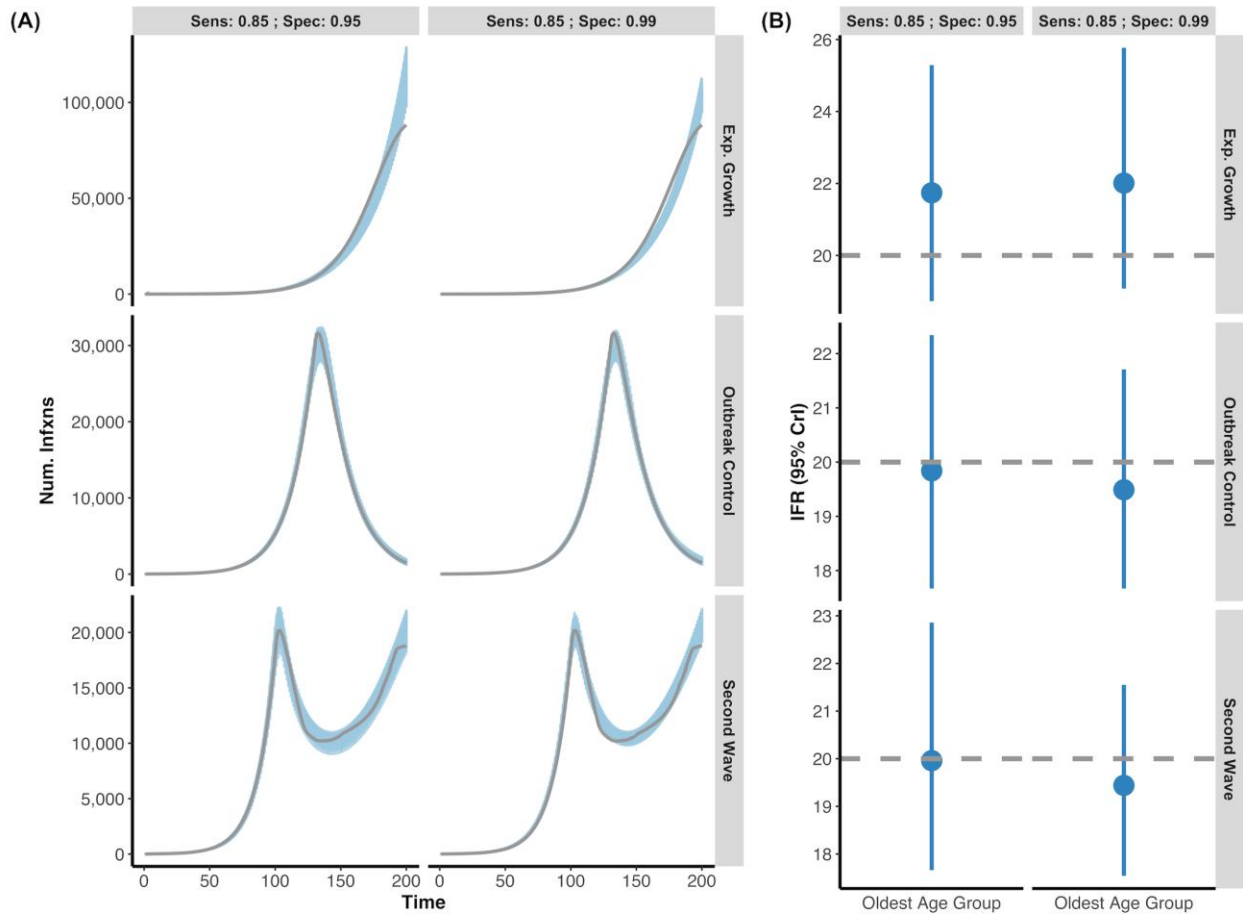 (A)
Sens: 0.85 ; Spec: 0.95
Sens: 0.85 ; Spec: 0.99
Num. Infxns
100,000
50,000
0
Exp. Growth
30,000
20,000
10,000
0
Outbreak Control
20,000
15,000
10,000
5,000
0
Second Wave
0
50
100
150
200
0
50
100
150
200
Time
(B)
Sens: 0.85 ; Spec: 0.95
Sens: 0.85 ; Spec: 0.99
IFR (95% CrI)
26
24
22
20
Exp. Growth
22
21
20
19
18
Outbreak Control
23
22
21
20
19
18
Second Wave
Oldest Age Group
Oldest Age Group